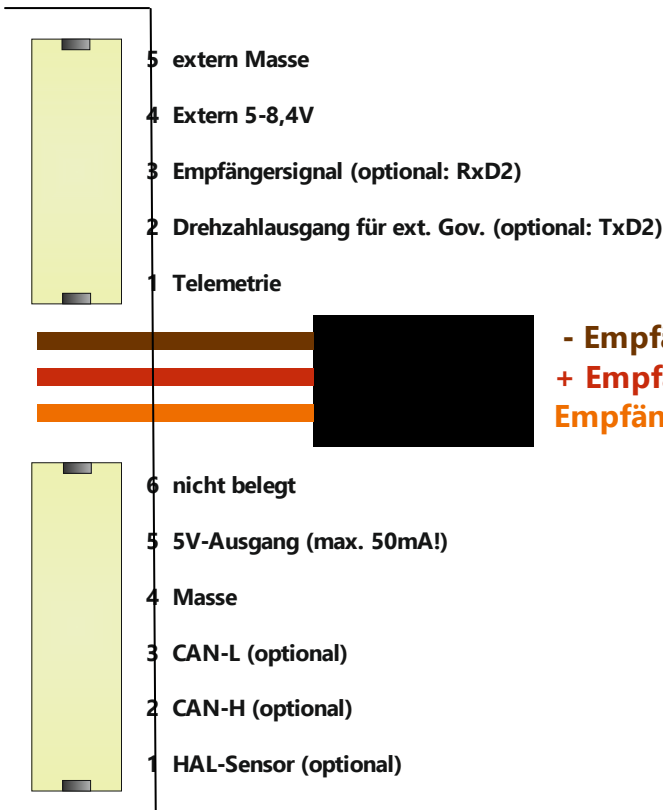 5 extern Masse
4 Extern 5-8,4V
3 Empfängersignal (optional: RxD2)
2 Drehzahlausgang für ext. Gov. (optional: TxD2)
1 Telemetrie
-
+
6 nicht belegt
5 5V-Ausgang (max. 50mA!)
4 Masse
3 CAN-L (optional)
2 CAN-H (optional)
1 HAL-Sensor (optional)